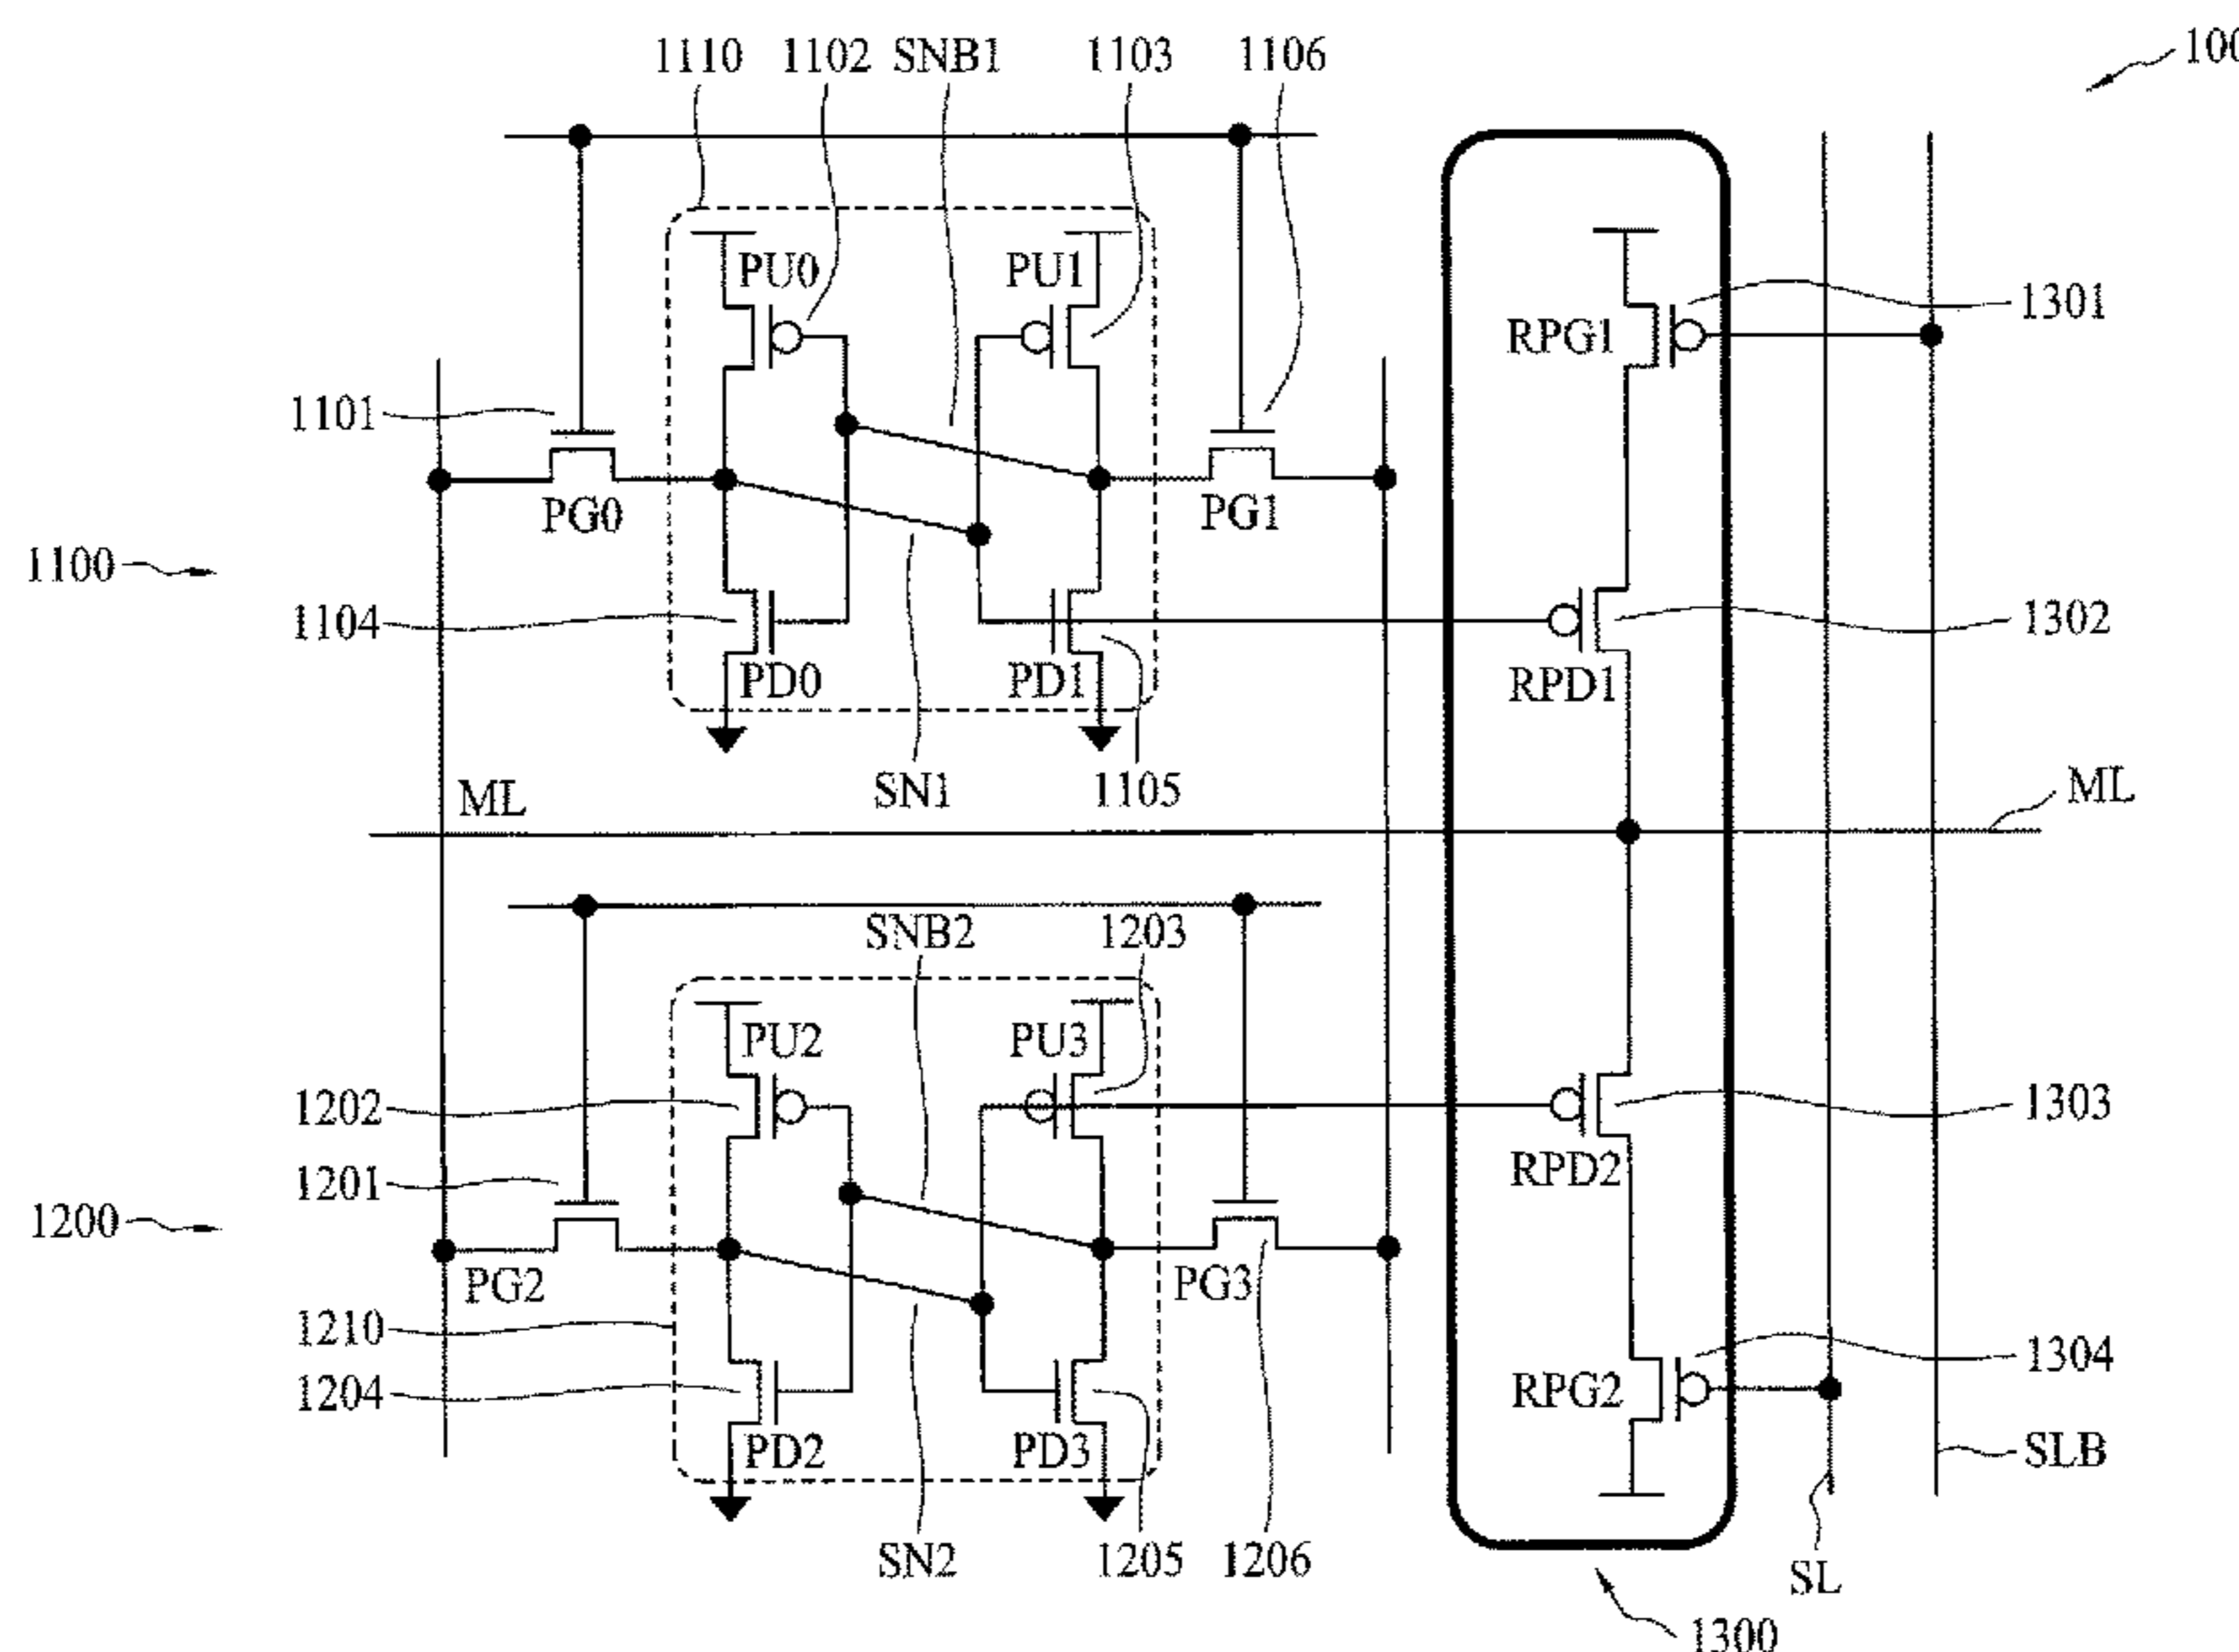 1110 1102 SNB1 1103 1106 100
PU0 PU1
RPG1 1301
1101
PG0 PG1
1100
1104 1302
PD0 PD1 RPD1
SN1 1105
ML ML
SNB2 1203
PU2 PU3
1202 1303
1201 RPD2
1200
PG2 PG3
1210 1304
1204 RPG2
PD2 PD3 SLB
SN2 1205 1206 SL
1300